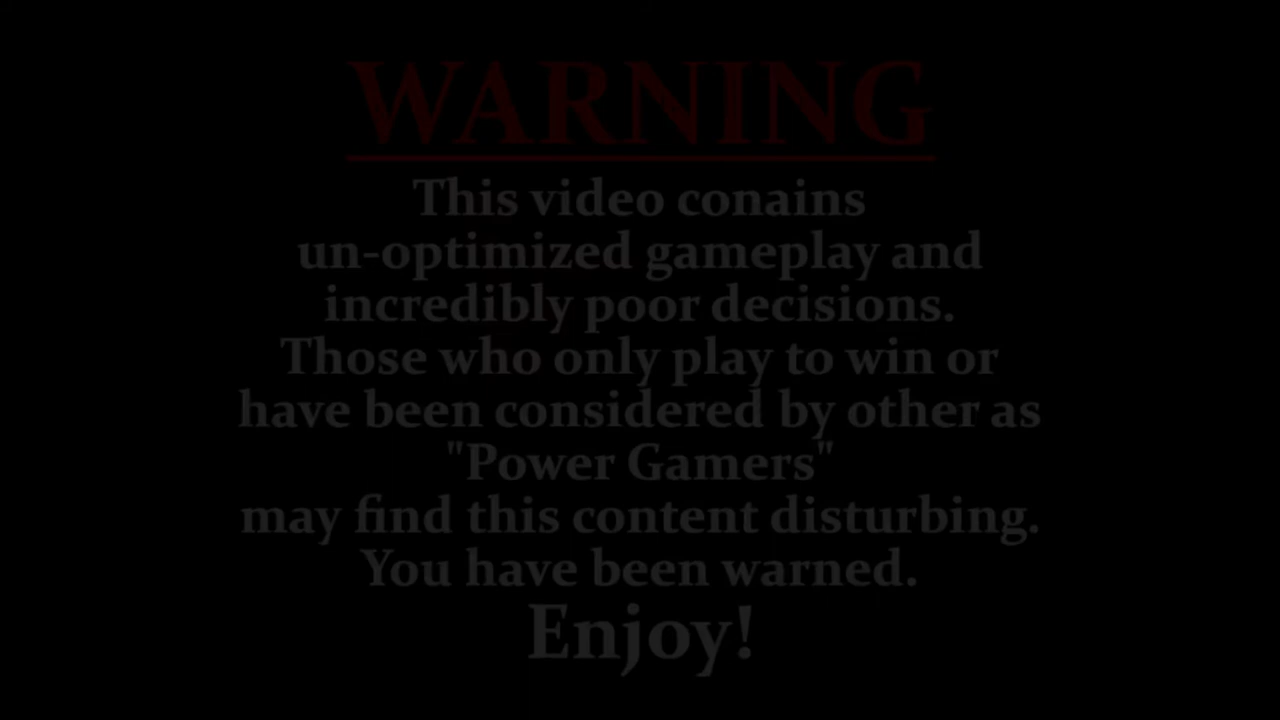 WARNING
This video conains
un-optimized gameplay and
incredibly poor decisions.
Those who only play to win or
have been considered by other as
"Power Gamers"
may find this content disturbing.
You have been warned.
Enjoy!